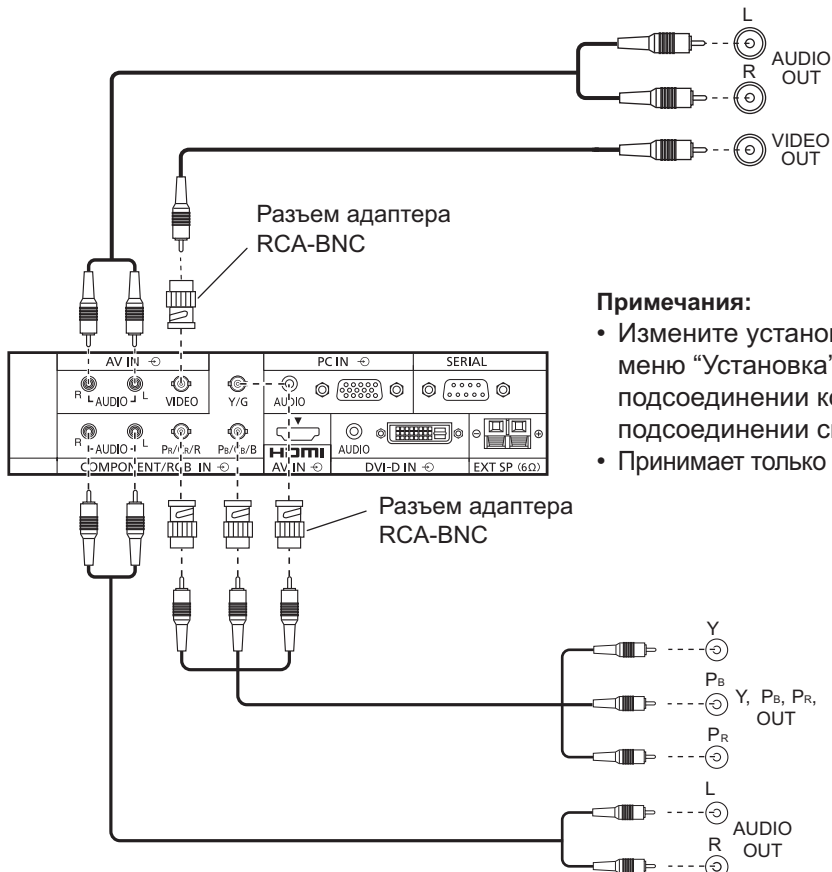 L
AUDIO
OUT
R
VIDEO
OUT
Разъем адаптера
RCA-BNC
Примечания:
• Измените установ
меню “Установка”
подсоединении к
подсоединении с
• Принимает только
AV IN
PC IN
SERIAL
R
AUDIO
L
VIDEO
Y/G
AUDIO
R
AUDIO
L
PR/CR/R
PB/CB/B
HDMI
AUDIO
COMPONENT/RGB IN
AV IN
DVI-D IN
EXT SP (6Ω)
Разъем адаптера
RCA-BNC
Y
PB
Y, PB, PR,
OUT
PR
L
AUDIO
OUT
R